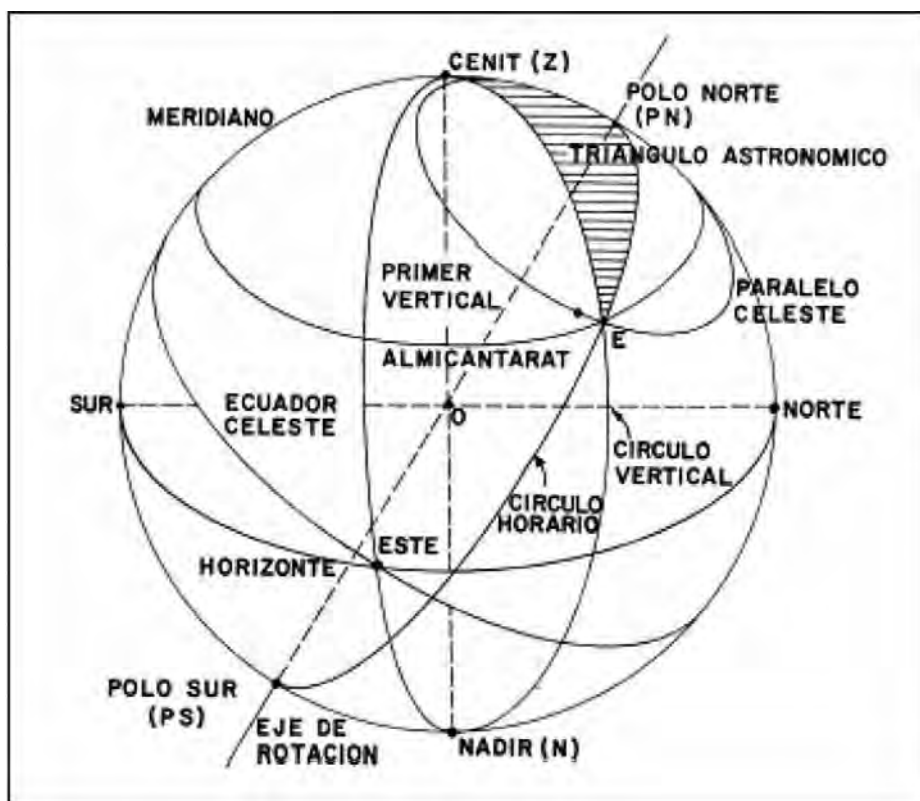 CENIT (Z)
POLO NORTE
(PN)
MERIDIANO
TRIANGULO ASTRONOMICO
PRIMER
VERTICAL
PARALELO
CELESTE
E
ALMICANTARAT
SUR
ECUADOR
CELESTE
O
NORTE
CIRCULO
VERTICAL
CIRCULO
HORÁRIO
ESTE
HORIZONTE
POLO SUR
(PS)
EJE DE
ROTACION
NADIR (N)